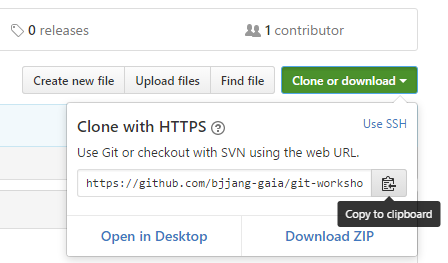 0 releases
1 contributor
Create new file
Upload files
Find file
Clone or download
Clone with HTTPS
Use SSH
Use Git or checkout with SVN using the web URL.
https://github.com/bjjang-gaia/git-worksho
Copy to clipboard
Open in Desktop
Download ZIP